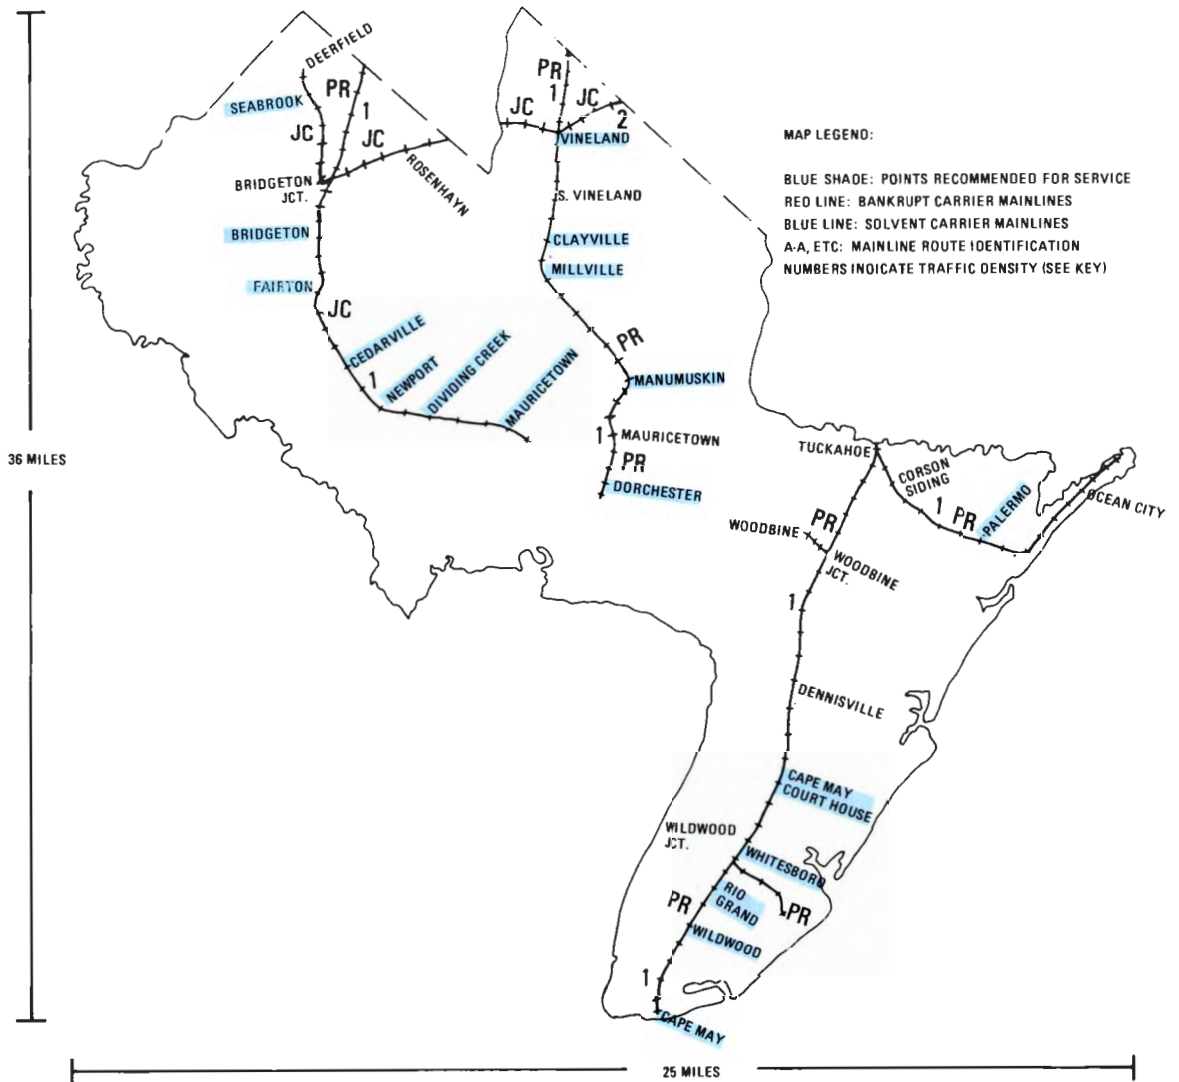 DEERFIELD
SEABROOK
PR
1
JC
JC
BRIDGETON
JCT.
ROSENHAYN
BRIDGETON
FAIRTON
JC
CEDARVILLE
1
NEWPORT
DIVIDING CREEK
MAURICETOWN
PR
1
JC
JC
2
VINELAND
S. VINELAND
CLAYVILLE
MILLVILLE
PR
MANUMUSKIN
1
MAURICETOWN
PR
DORCHESTER
MAP LEGEND:
BLUE SHADE: POINTS RECOMMENDED FOR SERVICE
RED LINE: BANKRUPT CARRIER MAINLINES
BLUE LINE: SOLVENT CARRIER MAINLINES
A-A, ETC: MAINLINE ROUTE IDENTIFICATION
NUMBERS INDICATE TRAFFIC DENSITY (SEE KEY)
36 MILES
TUCKAHOE
CORSON
SIDING
1
PR
PALERMO
OCEAN CITY
PR
WOODBINE
WOODBINE
JCT.
1
DENNISVILLE
CAPE MAY
COURT HOUSE
WILDWOOD
JCT.
WHITESBORO
RIO
GRAND
PR
PR
WILDWOOD
1
CAPE MAY
25 MILES